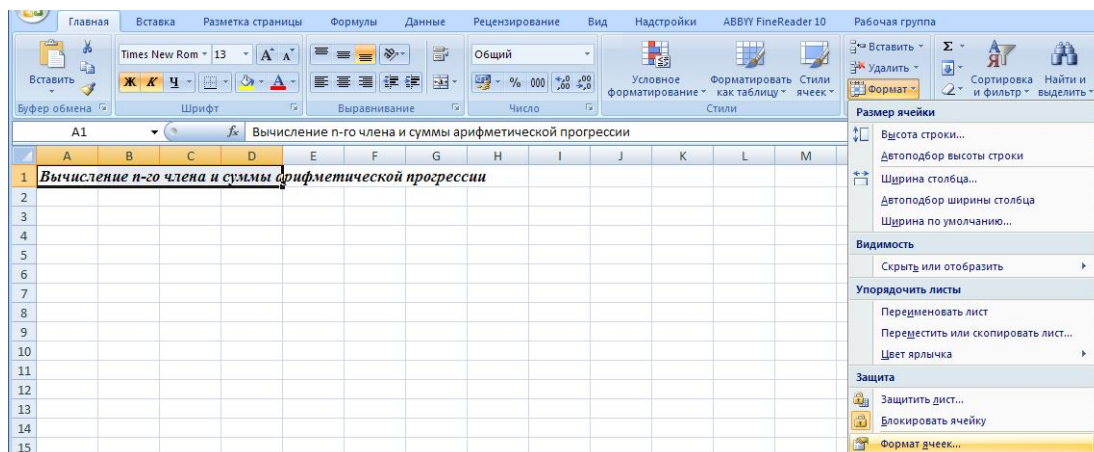 Главная Вставка Разметка страницы Формулы Данные Рецензирование Вид Надстройки ABBYY FineReader 10 Рабочая группа
Вставить
Times New Rom 13
Ж К Ч
Общий
% 000
Условное форматирование
Форматировать как таблицу
Стили ячеек
Вставить
Удалить
Формат
Σ
Сортировка и фильтр
Найти и выделить
Буфер обмена Шрифт Выравнивание Число Стили
A1 fx Вычисление n-го члена и суммы арифметической прогрессии
A B C D E F G H I J K L M
1 Вычисление n-го члена и суммы арифметической прогрессии
2
3
4
5
6
7
8
9
10
11
12
13
14
15
Размер ячейки
Высота строки...
Автоподбор высоты строки
Ширина столбца...
Автоподбор ширины столбца
Ширина по умолчанию...
Видимость
Скрыть или отобразить
Упорядочить листы
Переименовать лист
Переместить или скопировать лист...
Цвет ярлычка
Защита
Защитить лист...
Блокировать ячейку
Формат ячеек...